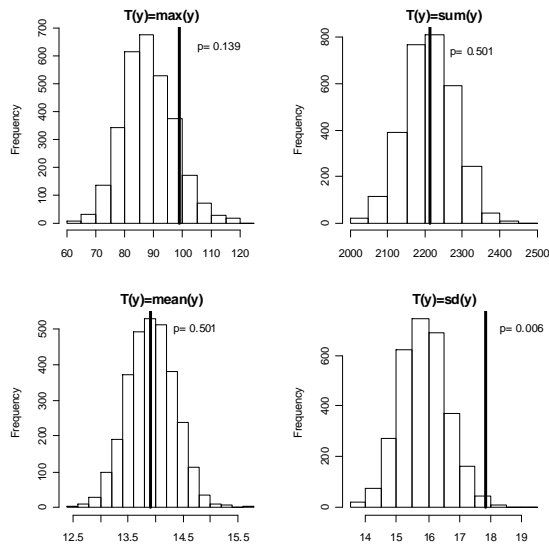 T(y)=max(y)
p= 0.139
Frequency
0 100 200 300 400 500 600 700
60 70 80 90 100 110 120
T(y)=sum(y)
p= 0.501
Frequency
0 200 400 600 800
2000 2100 2200 2300 2400 2500
T(y)=mean(y)
p= 0.501
Frequency
0 100 200 300 400 500
12.5 13.5 14.5 15.5
T(y)=sd(y)
p= 0.006
Frequency
0 200 400 600
14 15 16 17 18 19